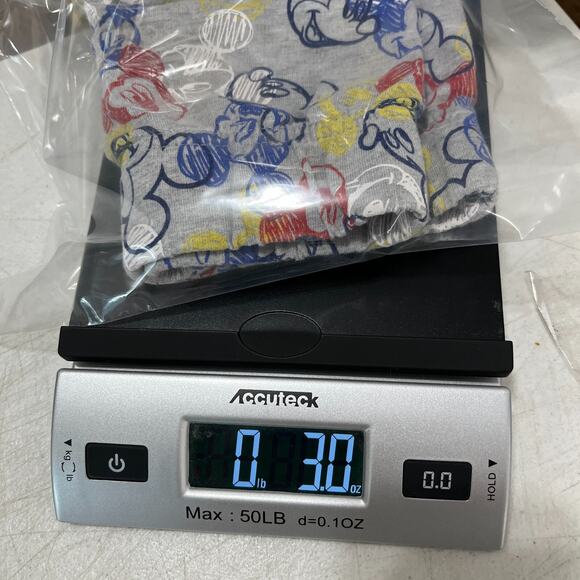 Accuteck
0 lb 3.0 oz
kg lb
0.0
HOLD
Max : 50LB d=0.1OZ